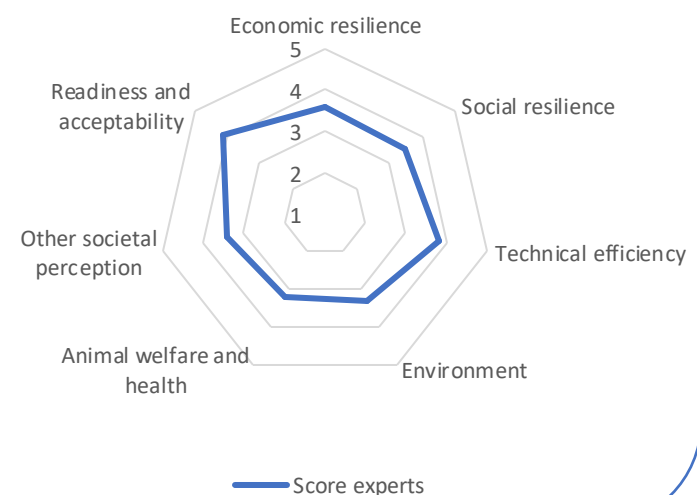 Economic resilience
5
Readiness and
acceptability
4
Social resilience
3
2
1
Other societal
perception
Technical efficiency
Animal welfare and
health
Environment
Score experts